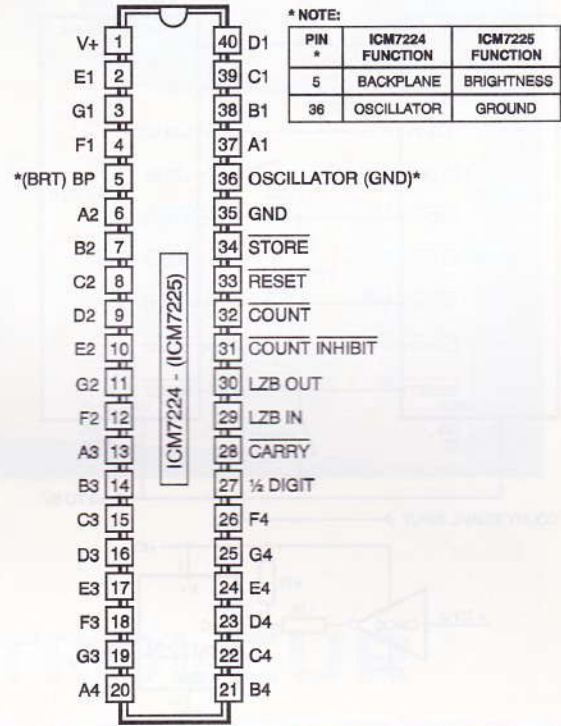 * NOTE:
PIN * ICM7224 FUNCTION ICM7225 FUNCTION
5 BACKPLANE BRIGHTNESS
36 OSCILLATOR GROUND
V+ 1 40 D1
E1 2 39 C1
G1 3 38 B1
F1 4 37 A1
*(BRT) BP 5 36 OSCILLATOR (GND)*
A2 6 35 GND
B2 7 34 STORE
C2 8 33 RESET
D2 9 32 COUNT
E2 10 31 COUNT INHIBIT
G2 11 30 LZB OUT
F2 12 29 LZB IN
A3 13 28 CARRY
B3 14 27 ½ DIGIT
C3 15 26 F4
D3 16 25 G4
E3 17 24 E4
F3 18 23 D4
G3 19 22 C4
A4 20 21 B4
ICM7224 - (ICM7225)